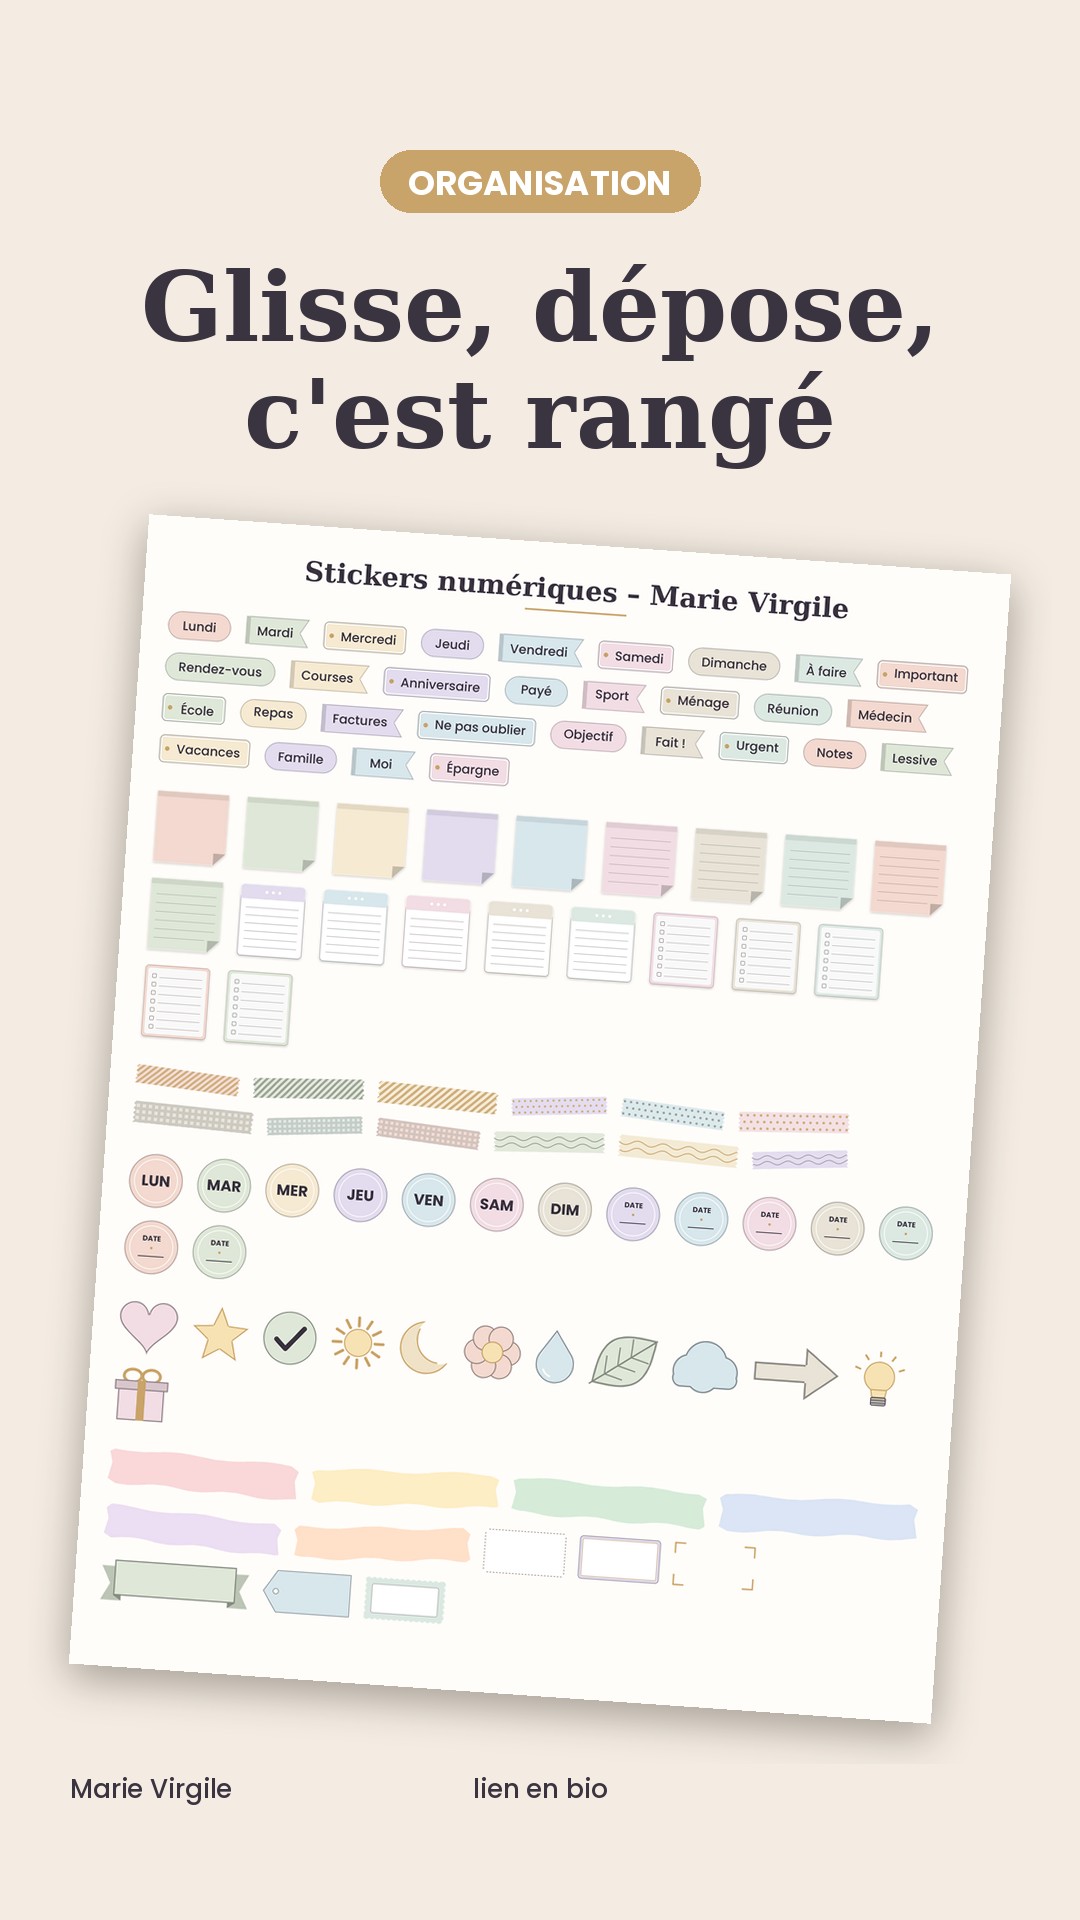 ORGANISATION
Glisse, dépose,
c'est rangé
Stickers numériques – Marie Virgile
Lundi Mardi Mercredi Jeudi Vendredi Samedi Dimanche À faire Important
Rendez-vous Courses Anniversaire Payé Sport Ménage Réunion Médecin
École Repas Factures Ne pas oublier Objectif Fait ! Urgent Notes Lessive
Vacances Famille Moi Épargne
LUN MAR MER JEU VEN SAM DIM DATE DATE DATE DATE DATE
DATE DATE
Marie Virgile lien en bio